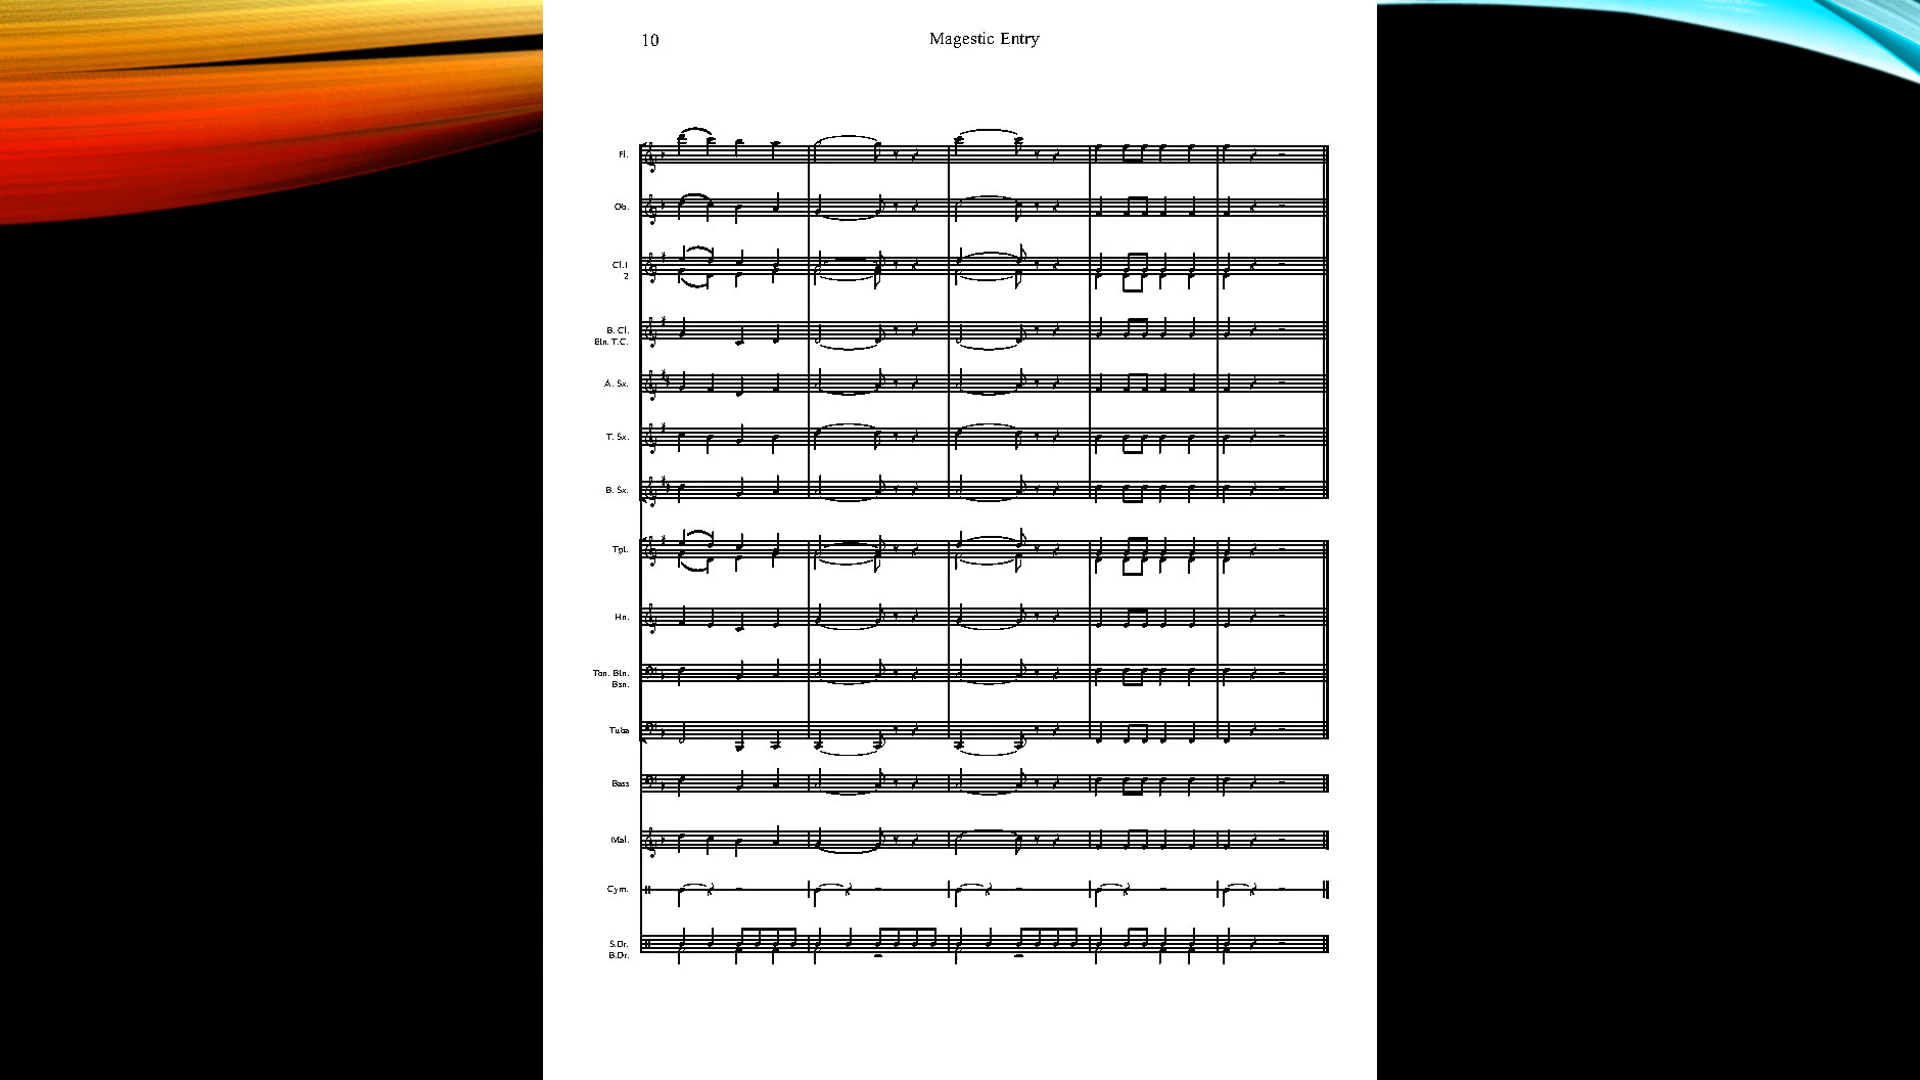 10
Magestic Entry
Fl.
Ob.
Cl.1
2
B. Cl.
Bln. T.C.
A. Sx.
T. Sx.
B. Sx.
Tpt.
Hn.
Tbn. Bln.
Bsn.
Tuba
Bass
Mal.
Cym.
S.Dr.
B.Dr.